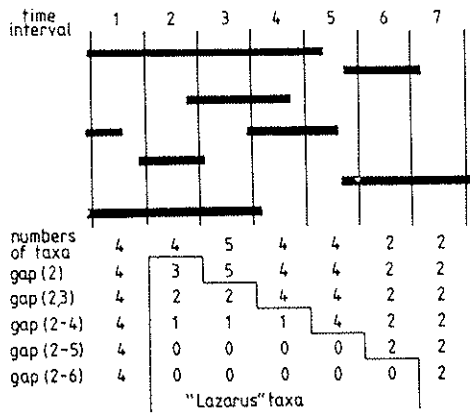 time interval 1 2 3 4 5 6 7
numbers of taxa 4 4 5 4 4 2 2
gap (2) 4 3 5 4 4 2 2
gap (2,3) 4 2 2 4 4 2 2
gap (2-4) 4 1 1 1 4 2 2
gap (2-5) 4 0 0 0 0 2 2
gap (2-6) 4 0 0 0 0 0 2
"Lazarus" taxa